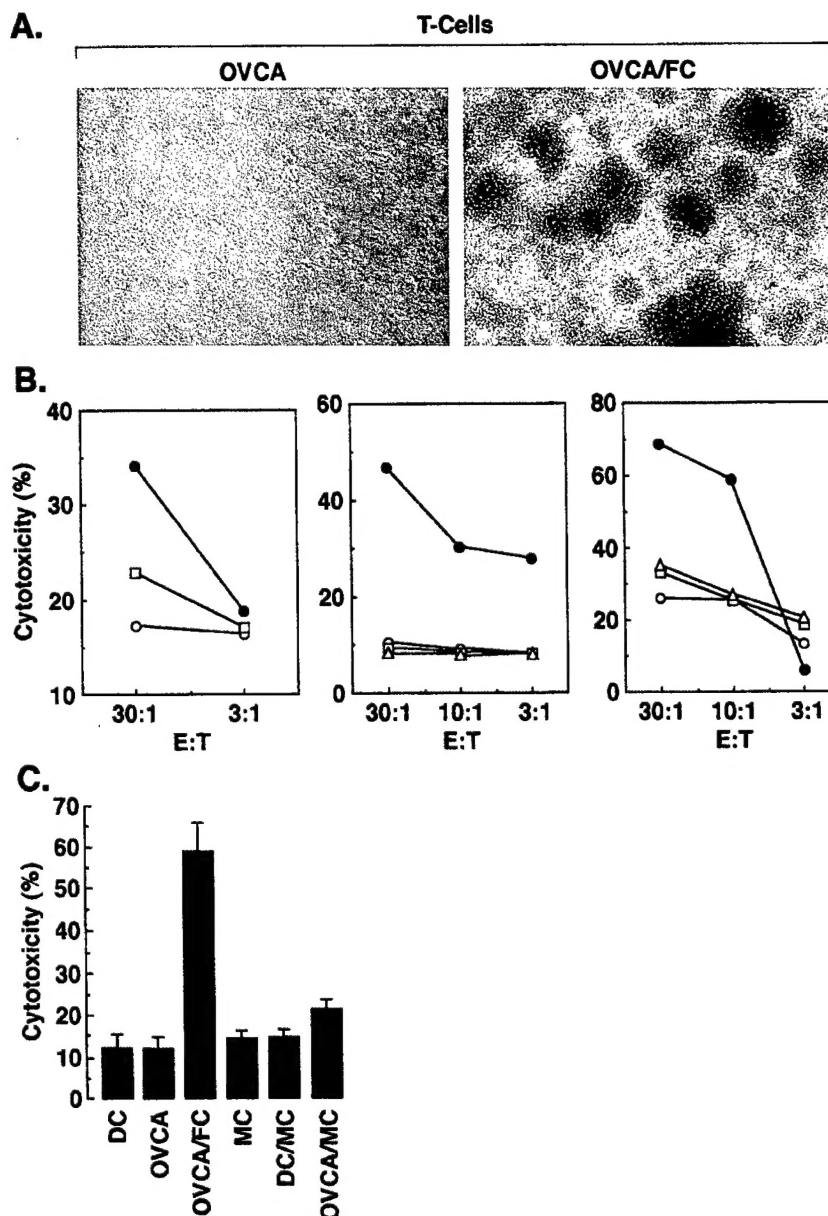 A.
T-Cells
OVCA OVCA/FC
B.
Cytotoxicity (%)
40
30
20
10
30:1 3:1
E:T
60
40
20
0
30:1 10:1 3:1
E:T
80
60
40
20
0
30:1 10:1 3:1
E:T
C.
Cytotoxicity (%)
70
60
50
40
30
20
10
0
DC
OVCA
OVCA/FC
MC
DC/MC
OVCA/MC